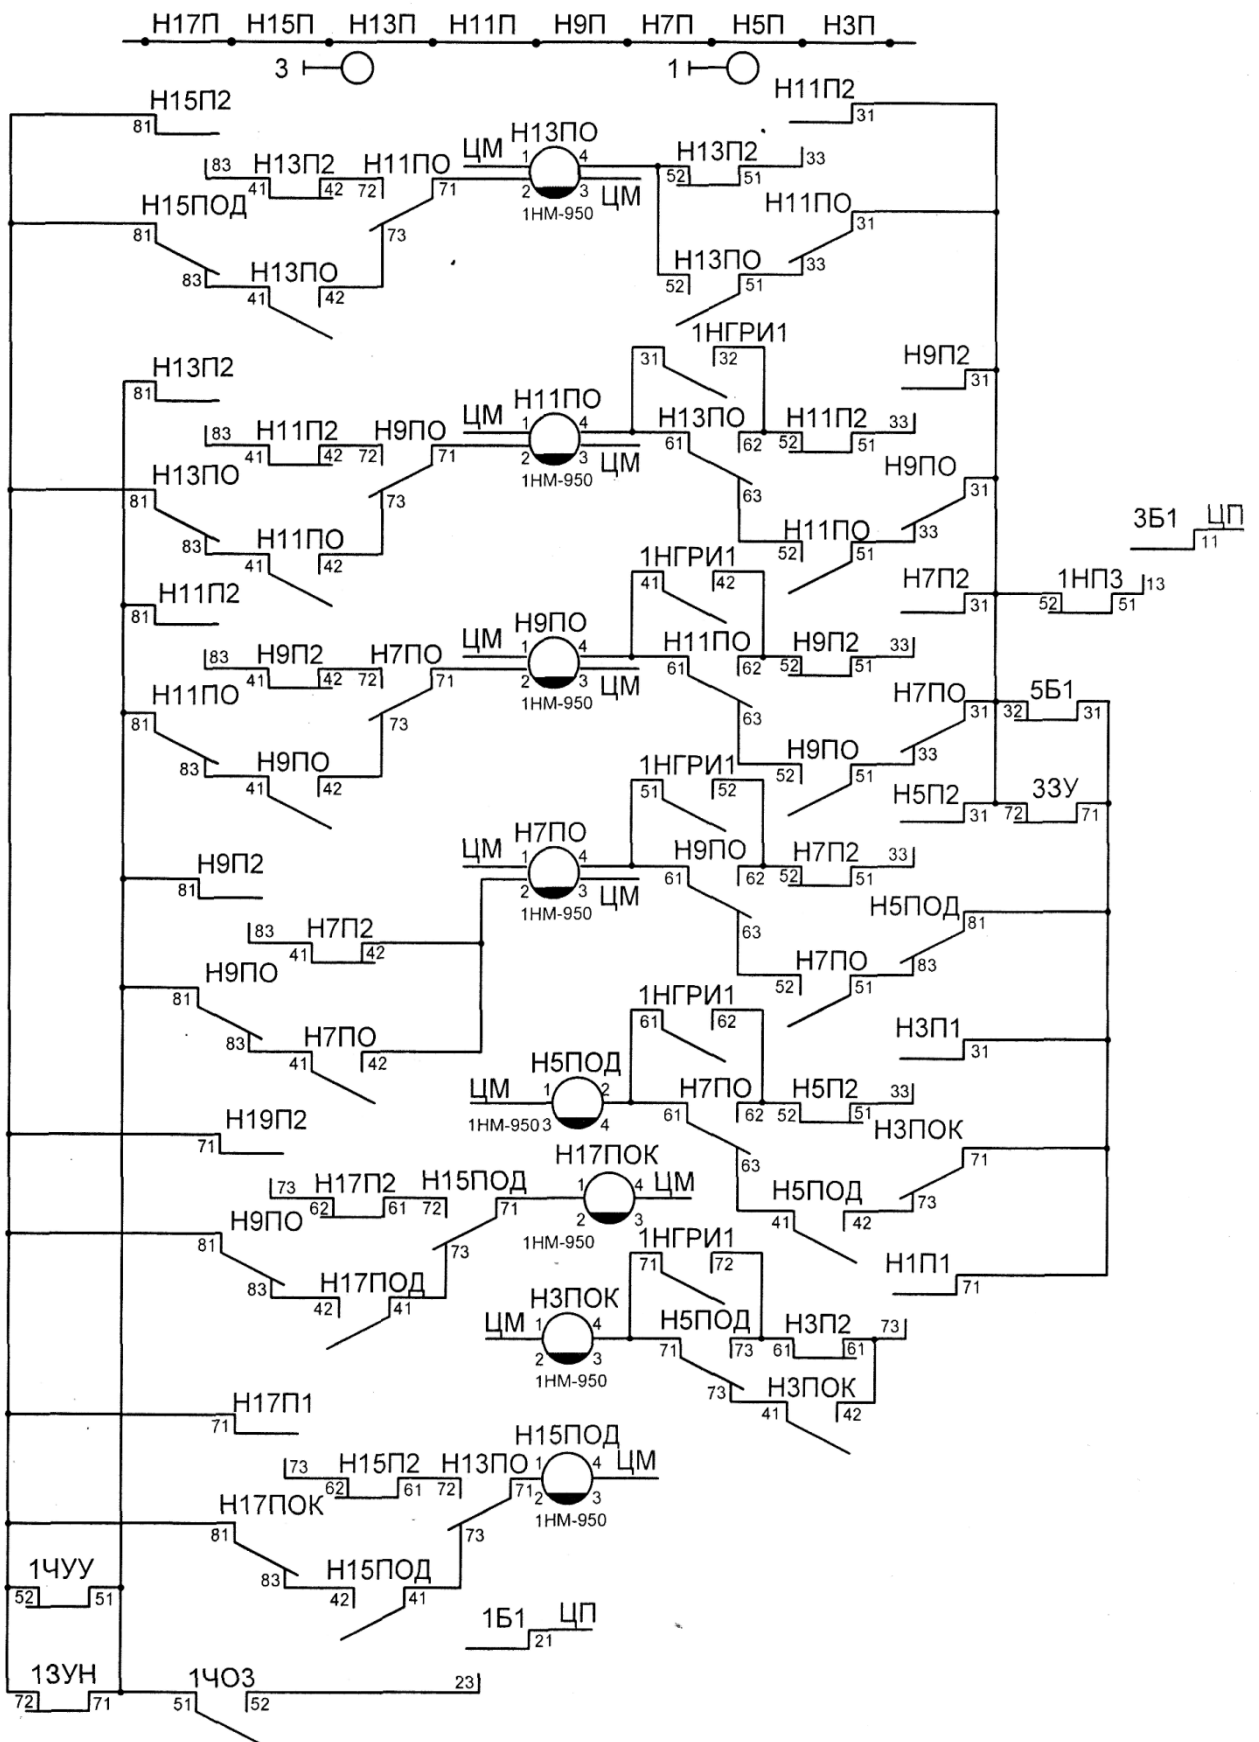 Н17П Н15П Н13П Н11П Н9П Н7П Н5П Н3П
3 1
Н15П2 Н11П2
81 31
Н13ПО
ЦМ 1 4
83 Н13П2 Н11ПО Н13П2 33
41 42 72 71 2 3 ЦМ 52 51
1НМ-950
Н15ПОД Н11ПО
81 73 31
83 Н13ПО Н13ПО 33
41 42 52 51
1НГРИ1
31 32
Н13П2 Н9П2
81 31
Н11ПО
ЦМ 1 4
83 Н11П2 Н9ПО Н13ПО Н11П2 33
41 42 72 71 2 3 ЦМ 61 62 52 51
1НМ-950
Н13ПО Н9ПО
81 73 63 31
83 Н11ПО Н11ПО 33
41 42 52 51
3Б1 ЦП
11
1НГРИ1
41 42
Н11П2 Н7П2 1НП3 13
81 31 52 51
Н9ПО
ЦМ 1 4
83 Н9П2 Н7ПО Н11ПО Н9П2 33
41 42 72 71 2 3 ЦМ 61 62 52 51
1НМ-950
Н11ПО Н7ПО 5Б1
81 73 63 31 32 31
83 Н9ПО Н9ПО 33
41 42 52 51
1НГРИ1
51 52
Н5П2 33У
31 72 71
Н7ПО
ЦМ 1 4
Н9П2 Н9ПО Н7П2 33
81 2 3 ЦМ 61 62 52 51
1НМ-950
83 Н7П2 Н5ПОД
41 42 63 81
Н9ПО Н7ПО 83
81 52 51
83 Н7ПО
41 42
1НГРИ1
61 62
Н3П1
31
Н5ПОД
ЦМ 1 2 Н7ПО Н5П2 33
1НМ-950 3 4 61 62 52 51
Н19П2 Н3ПОК
71 63 71
Н17ПОК
73 Н17П2 Н15ПОД 1 4 ЦМ Н5ПОД 73
62 61 72 71 2 3 41 42
1НМ-950
Н9ПО
81 73
1НГРИ1
71 72
Н1П1
71
83 Н17ПОД
42 41
Н3ПОК
ЦМ 1 4 Н5ПОД Н3П2 73
2 3 71 73 61 61
1НМ-950
73 Н3ПОК
41 42
Н17П1
71
Н15ПОД
73 Н15П2 Н13ПО 1 4 ЦМ
62 61 72 71 2 3
1НМ-950
Н17ПОК
81 73
83 Н15ПОД
42 41
1ЧУУ
52 51
1Б1 ЦП
21
13УН 1ЧО3 23
72 71 51 52